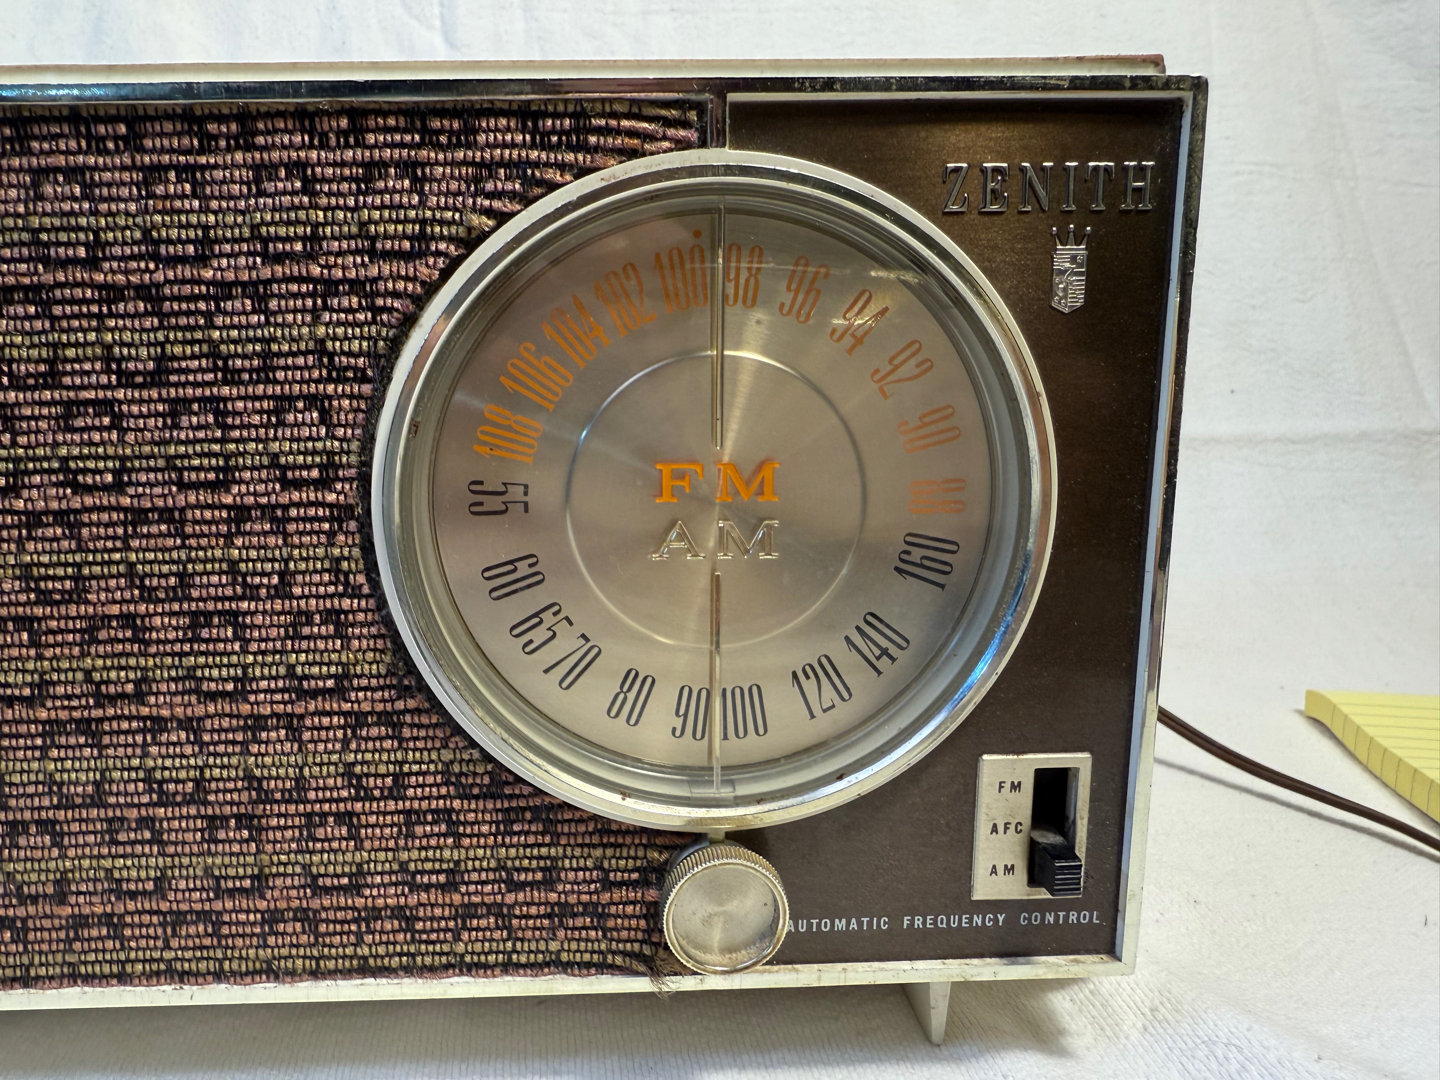 ZENITH
108 106 104 102 100 98 96 94 92 90 88
FM
AM
55 60 65 70 80 90 100 120 140 160
FM
AFC
AM
AUTOMATIC FREQUENCY CONTROL